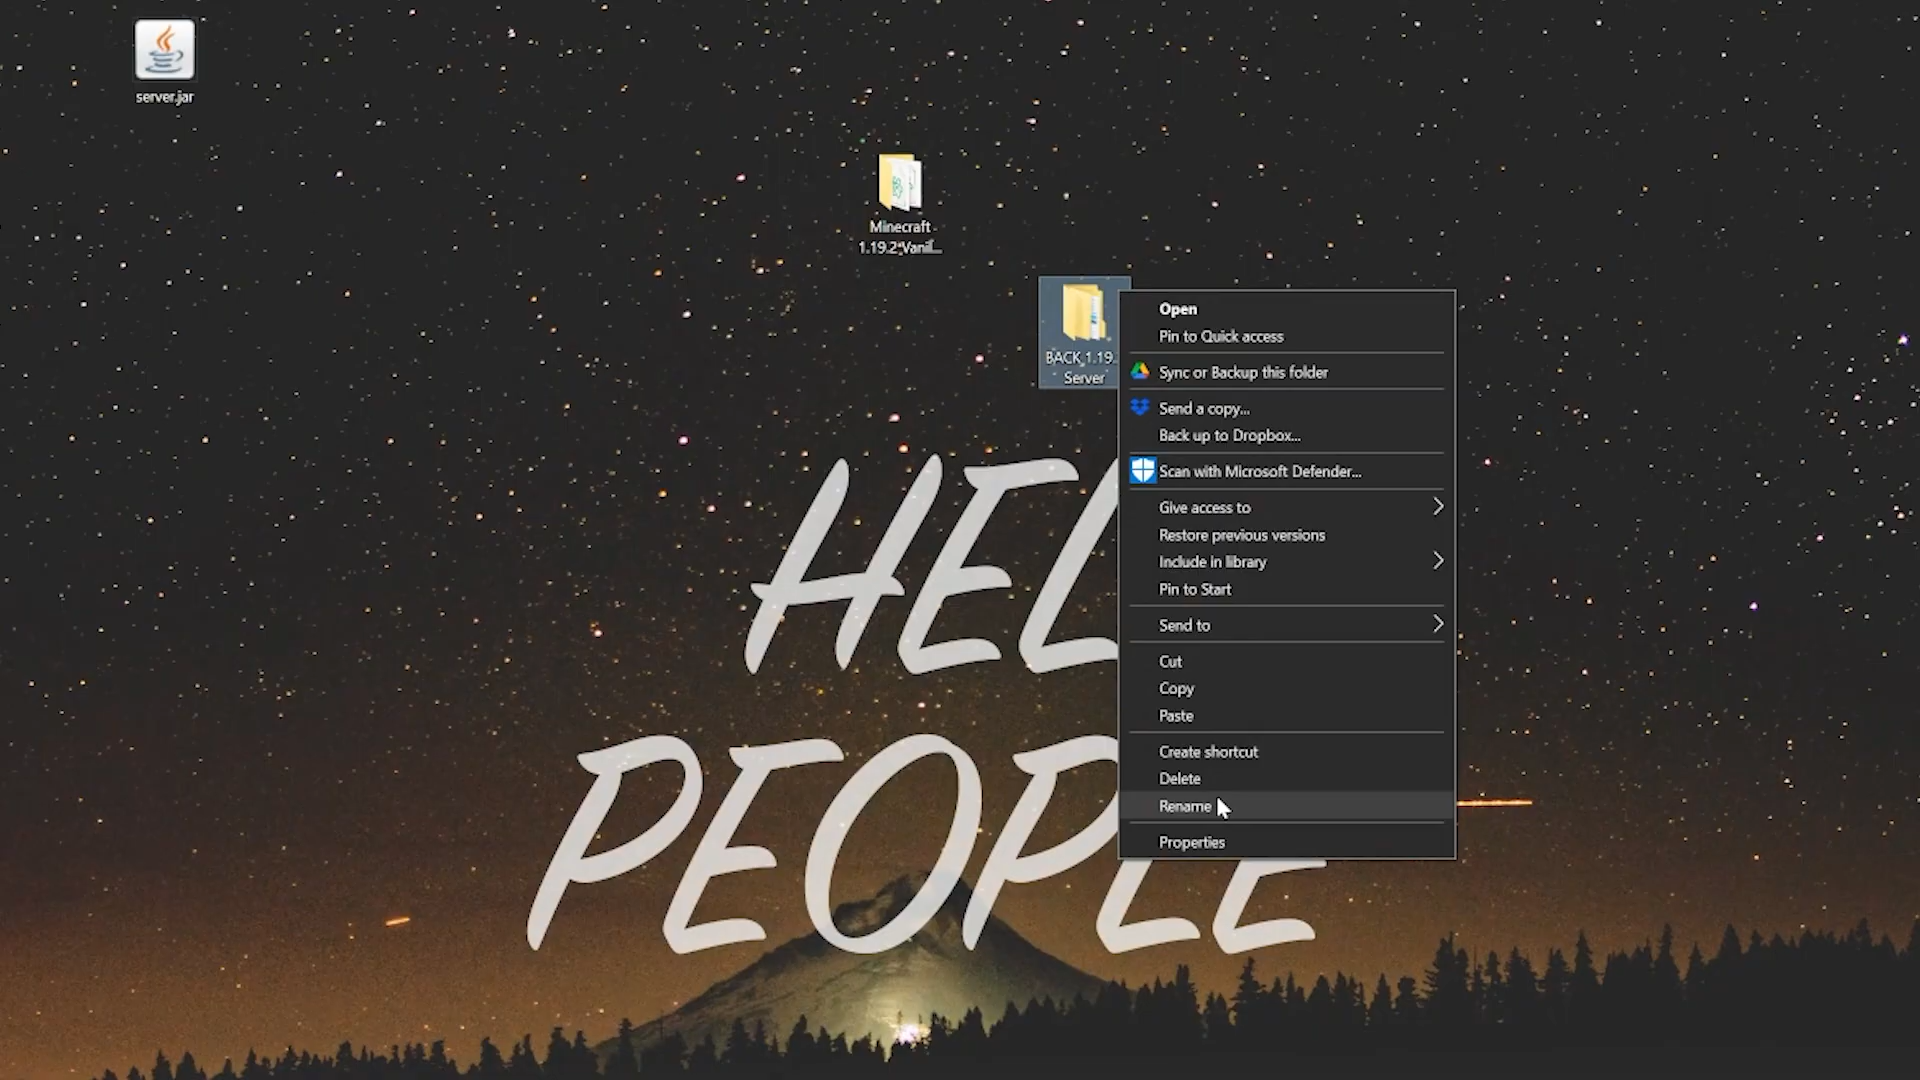 server.jar
Minecraft
1.19.2 Vanil...
BACK 1.19.
Server
Open
Pin to Quick access
Sync or Backup this folder
Send a copy...
Back up to Dropbox...
Scan with Microsoft Defender...
Give access to
Restore previous versions
Include in library
Pin to Start
Send to
Cut
Copy
Paste
Create shortcut
Delete
Rename
Properties
HEL
PEOPLE